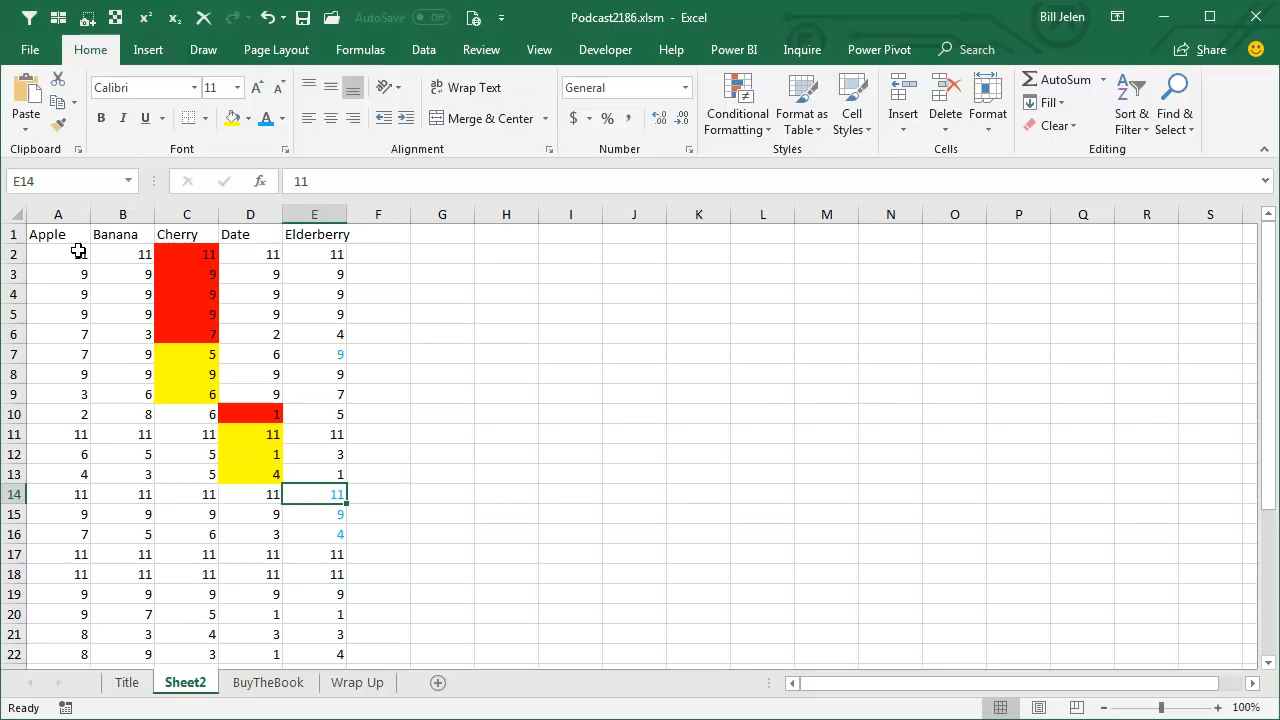 x² x₂ AutoSave Off Podcast2186.xlsm - Excel Bill Jelen
File Home Insert Draw Page Layout Formulas Data Review View Developer Help Power BI Inquire Power Pivot Search Share
Paste
Clipboard
Calibri 11
B I U
Font
Wrap Text
Merge & Center
Alignment
General
$ % ,
Number
Conditional Formatting
Format as Table
Cell Styles
Styles
Insert Delete Format
Cells
AutoSum
Fill
Clear
Sort & Filter
Find & Select
Editing
E14 fx 11
A B C D E F G H I J K L M N O P Q R S
1 Apple Banana Cherry Date Elderberry
2 11 11 11 11
3 9 9 9 9 9
4 9 9 9 9 9
5 9 9 9 9 9
6 7 3 7 2 4
7 7 9 5 6 9
8 9 9 9 9 9
9 3 6 6 9 7
10 2 8 6 1 5
11 11 11 11 11 11
12 6 5 5 1 3
13 4 3 5 4 1
14 11 11 11 11 11
15 9 9 9 9 9
16 7 5 6 3 4
17 11 11 11 11 11
18 11 11 11 11 11
19 9 9 9 9 9
20 9 7 5 1 1
21 8 3 4 3 3
22 8 9 3 1 4
Title Sheet2 BuyTheBook Wrap Up
Ready 100%